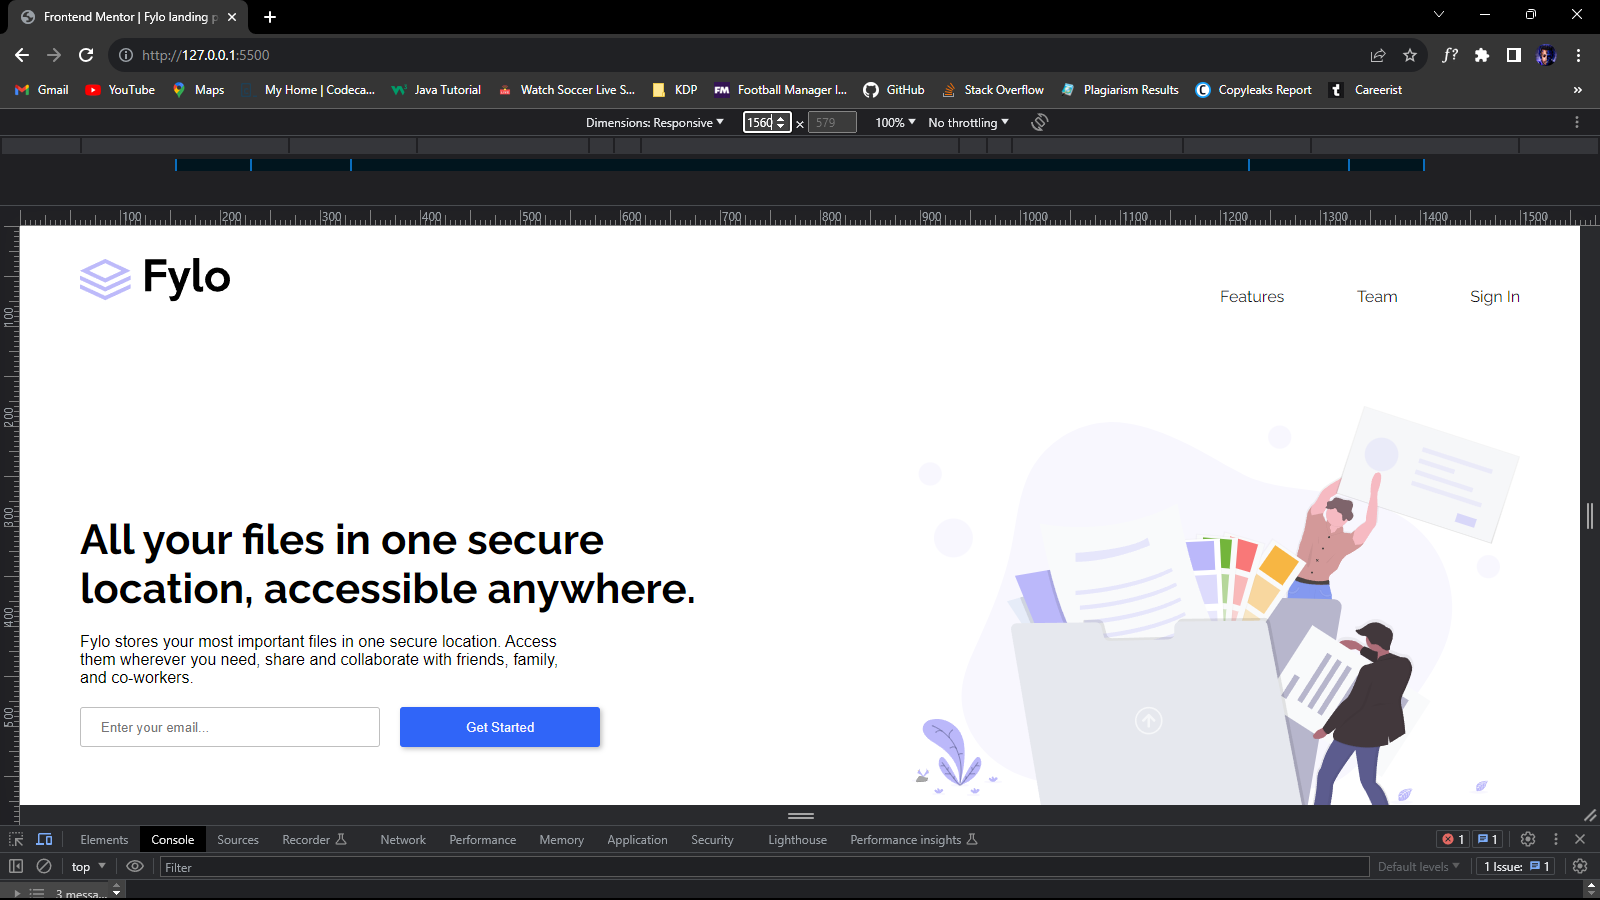 Frontend Mentor | Fylo landing p
http://127.0.0.1:5500
f?
Gmail YouTube Maps My Home | Codeca... Java Tutorial Watch Soccer Live S... KDP FM Football Manager I... GitHub Stack Overflow Plagiarism Results C Copyleaks Report t Careerist »
Dimensions: Responsive 1560 × 579 100% No throttling
100 200 300 400 500 600 700 800 900 1000 1100 1200 1300 1400 1500
100
200
300
400
500
Fylo
Features Team Sign In
All your files in one secure
location, accessible anywhere.
Fylo stores your most important files in one secure location. Access
them wherever you need, share and collaborate with friends, family,
and co-workers.
Enter your email...
Get Started
Elements Console Sources Recorder Network Performance Memory Application Security Lighthouse Performance insights 1 1
top Filter Default levels 1 Issue: 1
3 messa...